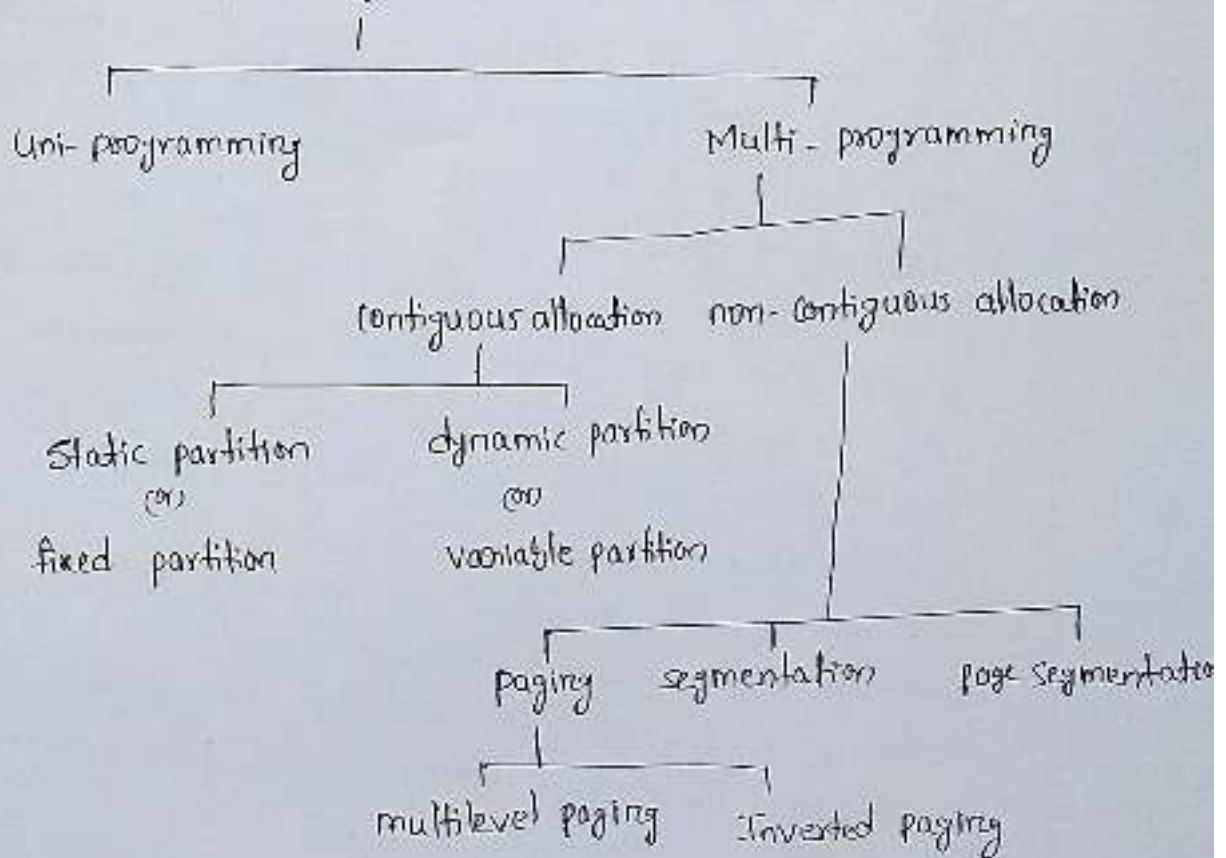 Uni-programming
Multi-programming
contiguous allocation
non-contiguous allocation
Static partition
(or)
fixed partition
dynamic partition
(or)
variable partition
paging
segmentation
page segmentation
multilevel paging
Inverted paging